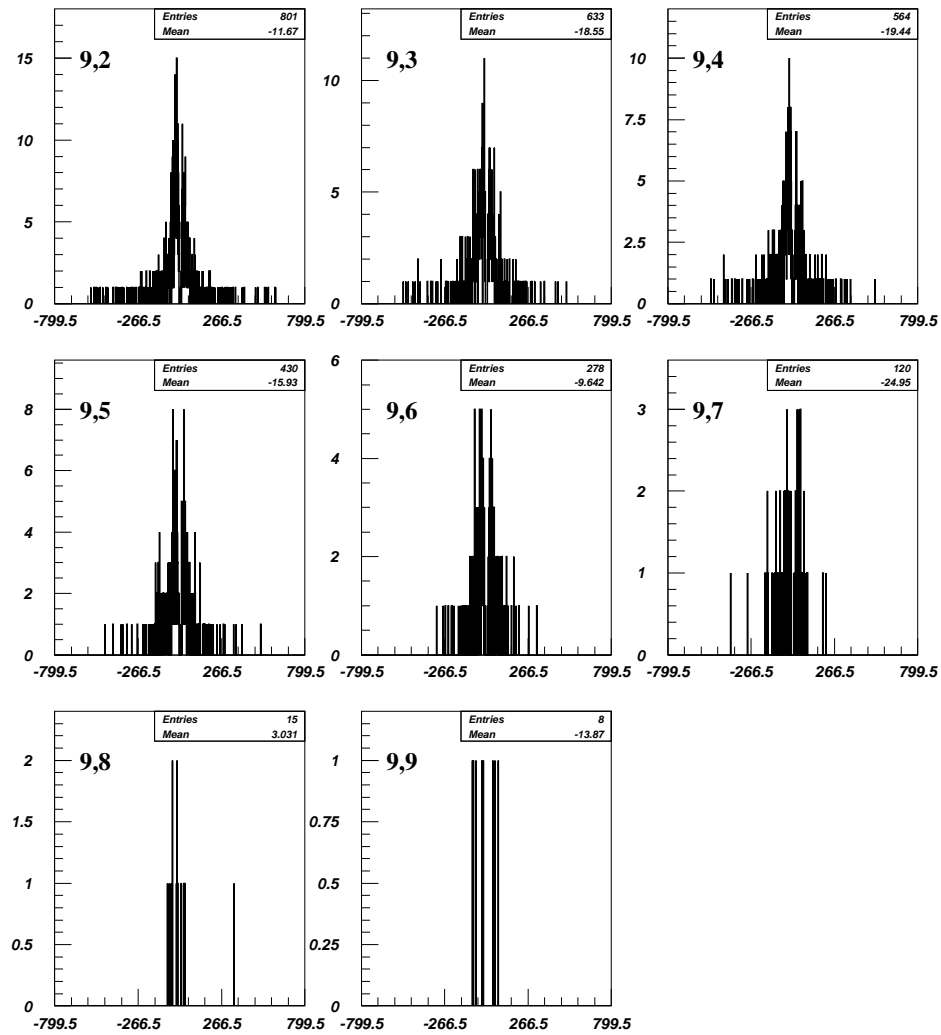 Entries 801
Mean -11.67
9,2
15
10
5
0
-799.5 -266.5 266.5 799.5
Entries 633
Mean -18.55
9,3
10
5
0
-799.5 -266.5 266.5 799.5
Entries 564
Mean -19.44
9,4
10
7.5
5
2.5
0
-799.5 -266.5 266.5 799.5
Entries 430
Mean -15.93
9,5
8
6
4
2
0
-799.5 -266.5 266.5 799.5
Entries 278
Mean -9.642
9,6
6
4
2
0
-799.5 -266.5 266.5 799.5
Entries 120
Mean -24.95
9,7
3
2
1
0
-799.5 -266.5 266.5 799.5
Entries 15
Mean 3.031
9,8
2
1.5
1
0.5
0
-799.5 -266.5 266.5 799.5
Entries 8
Mean -13.87
9,9
1
0.75
0.5
0.25
0
-799.5 -266.5 266.5 799.5